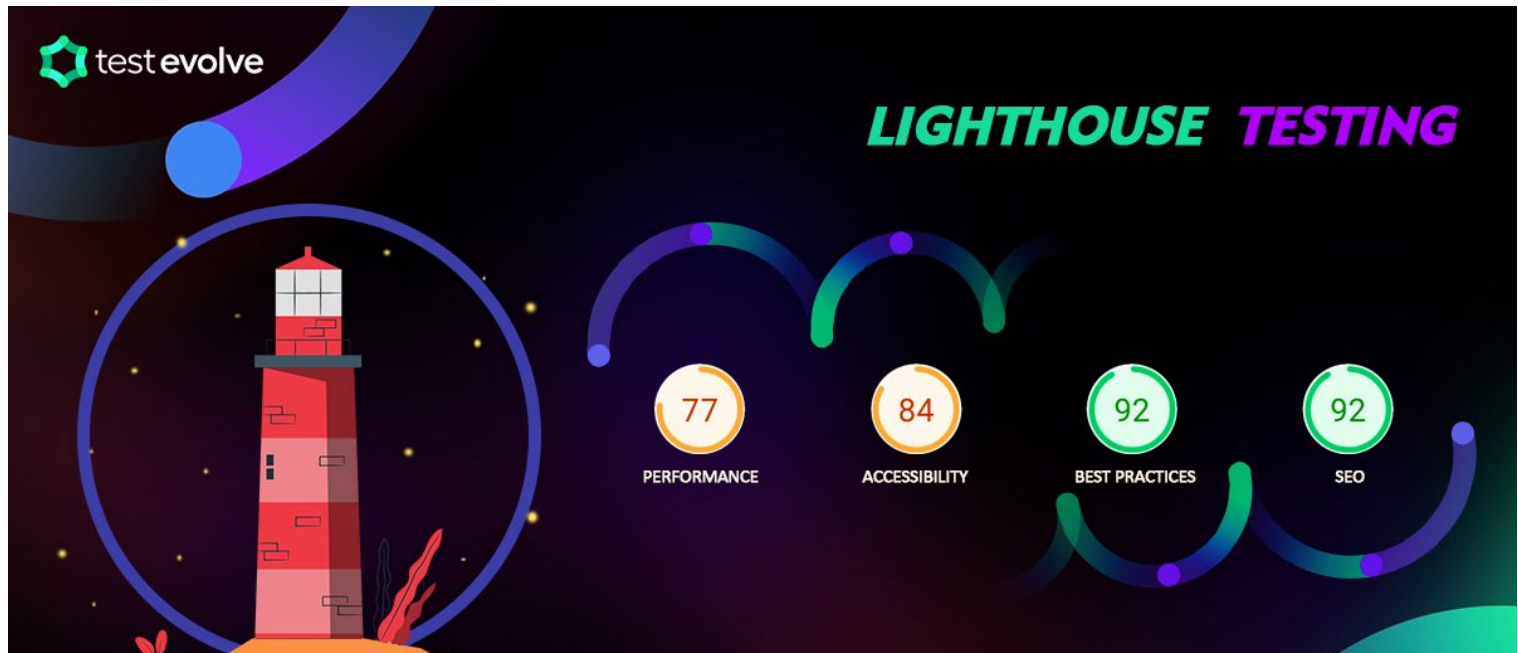 test evolve
LIGHTHOUSE TESTING
77
84
92
92
PERFORMANCE
ACCESSIBILITY
BEST PRACTICES
SEO